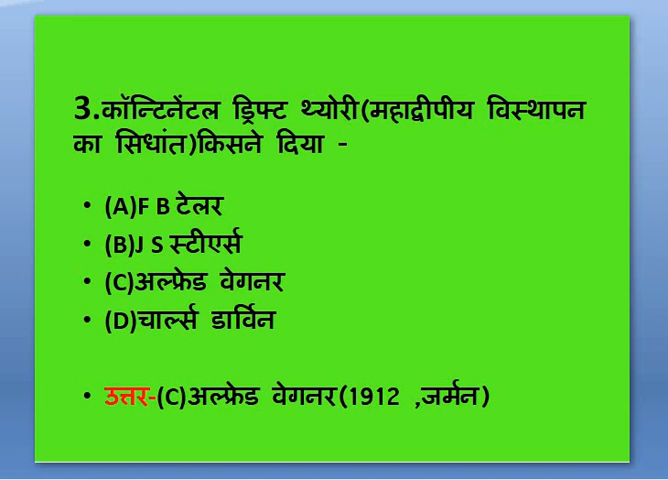 3.कॉन्टिनेंटल ड्रिफ्ट थ्योरी(महाद्वीपीय विस्थापन
का सिधांत)किसने दिया -
• (A)F B टेलर
• (B)J S स्टीएर्स
• (C)अल्फ्रेड वेगनर
• (D)चार्ल्स डार्विन
• उत्तर-(C)अल्फ्रेड वेगनर(1912 ,जर्मन)